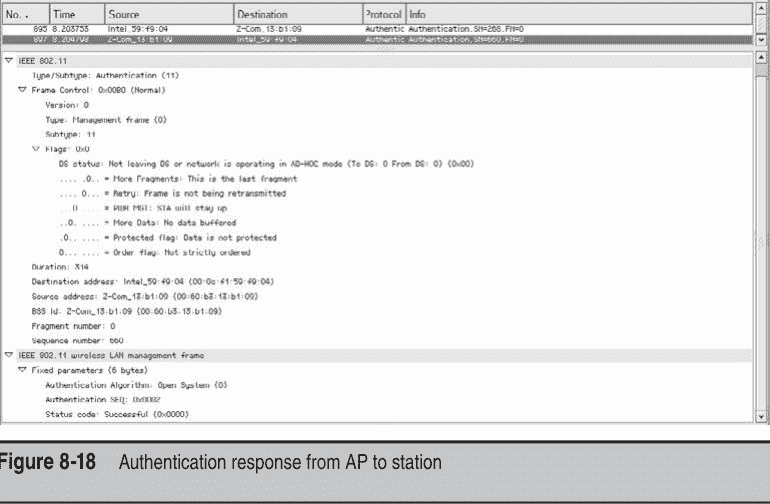 No. . Time Source Destination Protocol Info
895 8.203753 Intel_59:f9:04 Z-Com_13:b1:09 Authentic Authentication,SN=268,FN=0
897 8.204798 Z-Com_13:b1:09 Intel_59:f9:04 Authentic Authentication,SN=660,FN=0
IEEE 802.11
Type/Subtype: Authentication (11)
Frame Control: 0x00B0 (Normal)
Version: 0
Type: Management frame (0)
Subtype: 11
Flags: 0x0
DS status: Not leaving DS or network is operating in AD-HOC mode (To DS: 0 From DS: 0) (0x00)
.... .0.. = More Fragments: This is the last fragment
.... 0... = Retry: Frame is not being retransmitted
...0 .... = PWR MGT: STA will stay up
..0. .... = More Data: No data buffered
.0.. .... = Protected flag: Data is not protected
0... .... = Order flag: Not strictly ordered
Duration: 314
Destination address: Intel_59:f9:04 (00:0c:f1:59:f9:04)
Source address: Z-Com_13:b1:09 (00:60:b3:13:b1:09)
BSS Id: Z-Com_13:b1:09 (00:60:b3:13:b1:09)
Fragment number: 0
Sequence number: 660
IEEE 802.11 wireless LAN management frame
Fixed parameters (6 bytes)
Authentication Algorithm: Open System (0)
Authentication SEQ: 0x0002
Status code: Successful (0x0000)
Figure 8-18 Authentication response from AP to station